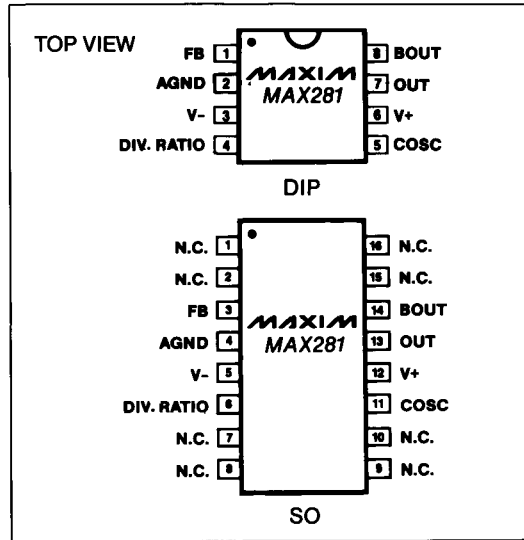 TOP VIEW
FB 1 8 BOUT
AGND 2 7 OUT
V- 3 6 V+
DIV. RATIO 4 5 COSC
MAXIM
MAX281
DIP
N.C. 1 16 N.C.
N.C. 2 15 N.C.
FB 3 14 BOUT
AGND 4 13 OUT
V- 5 12 V+
DIV. RATIO 6 11 COSC
N.C. 7 10 N.C.
N.C. 8 9 N.C.
MAXIM
MAX281
SO